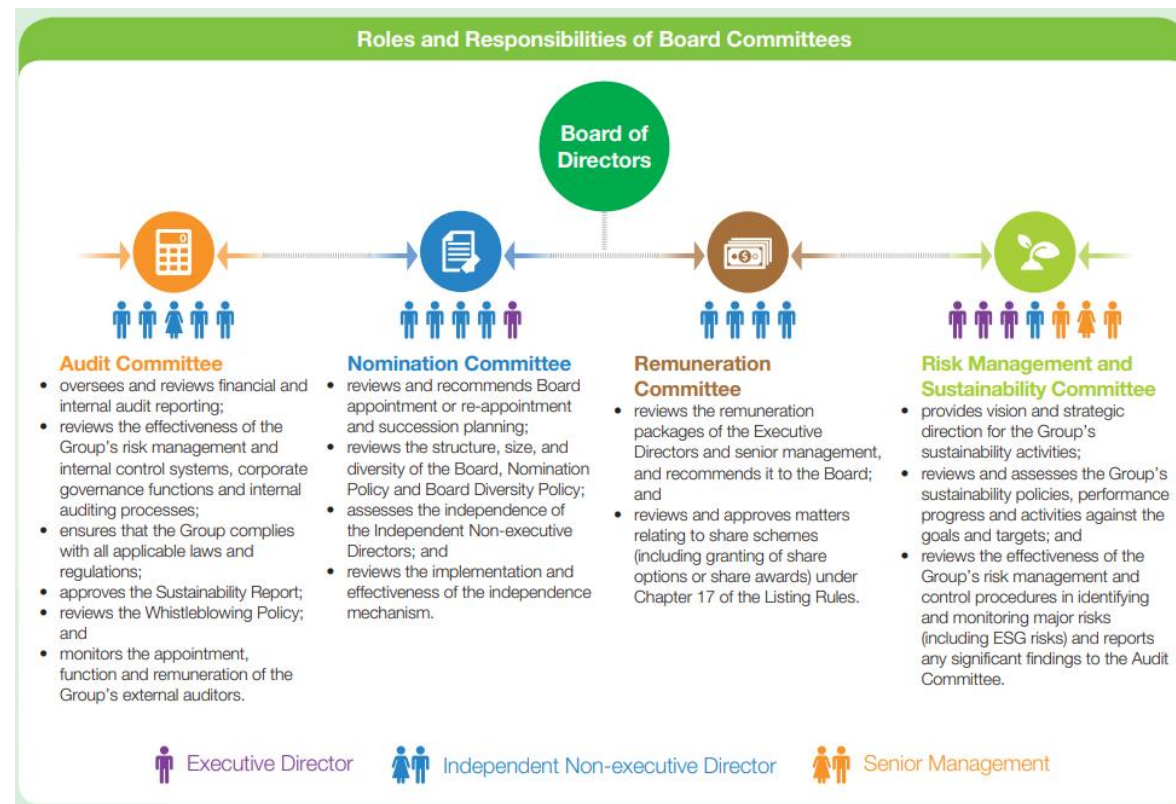 Roles and Responsibilities of Board Committees
Board of
Directors
0
$
Audit Committee
• oversees and reviews financial and
internal audit reporting;
• reviews the effectiveness of the
Group's risk management and
internal control systems, corporate
governance functions and internal
auditing processes;
• ensures that the Group complies
with all applicable laws and
regulations;
• approves the Sustainability Report;
• reviews the Whistleblowing Policy;
and
• monitors the appointment,
function and remuneration of the
Group's external auditors.
Nomination Committee
• reviews and recommends Board
appointment or re-appointment
and succession planning;
• reviews the structure, size, and
diversity of the Board, Nomination
Policy and Board Diversity Policy;
• assesses the independence of
the Independent Non-executive
Directors; and
• reviews the implementation and
effectiveness of the independence
mechanism.
Remuneration
Committee
• reviews the remuneration
packages of the Executive
Directors and senior management,
and recommends it to the Board;
and
• reviews and approves matters
relating to share schemes
(including granting of share
options or share awards) under
Chapter 17 of the Listing Rules.
Risk Management and
Sustainability Committee
• provides vision and strategic
direction for the Group's
sustainability activities;
• reviews and assesses the Group's
sustainability policies, performance
progress and activities against the
goals and targets; and
• reviews the effectiveness of the
Group's risk management and
control procedures in identifying
and monitoring major risks
(including ESG risks) and reports
any significant findings to the Audit
Committee.
Executive Director
Independent Non-executive Director
Senior Management